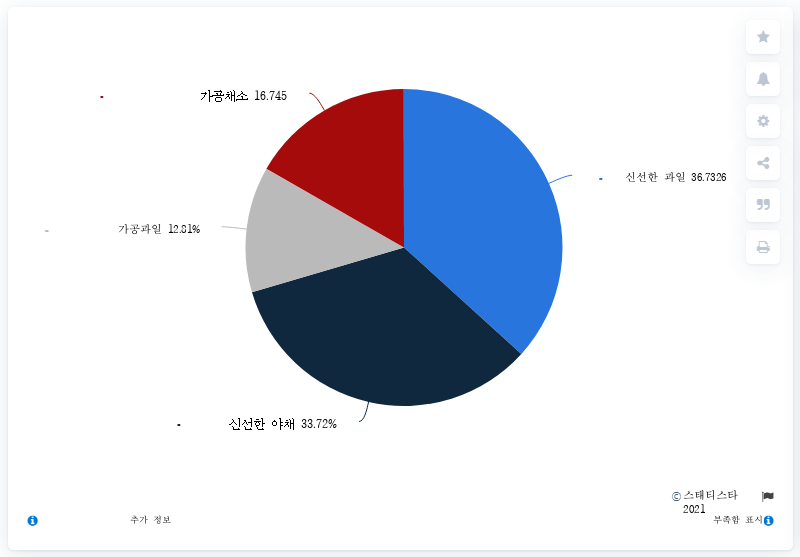 가공채소 16.745
신선한 과일 36.7326
가공과일 12.81%
신선한 야채 33.72%
© 스태티스타
2021
추가 정보
부족함 표시